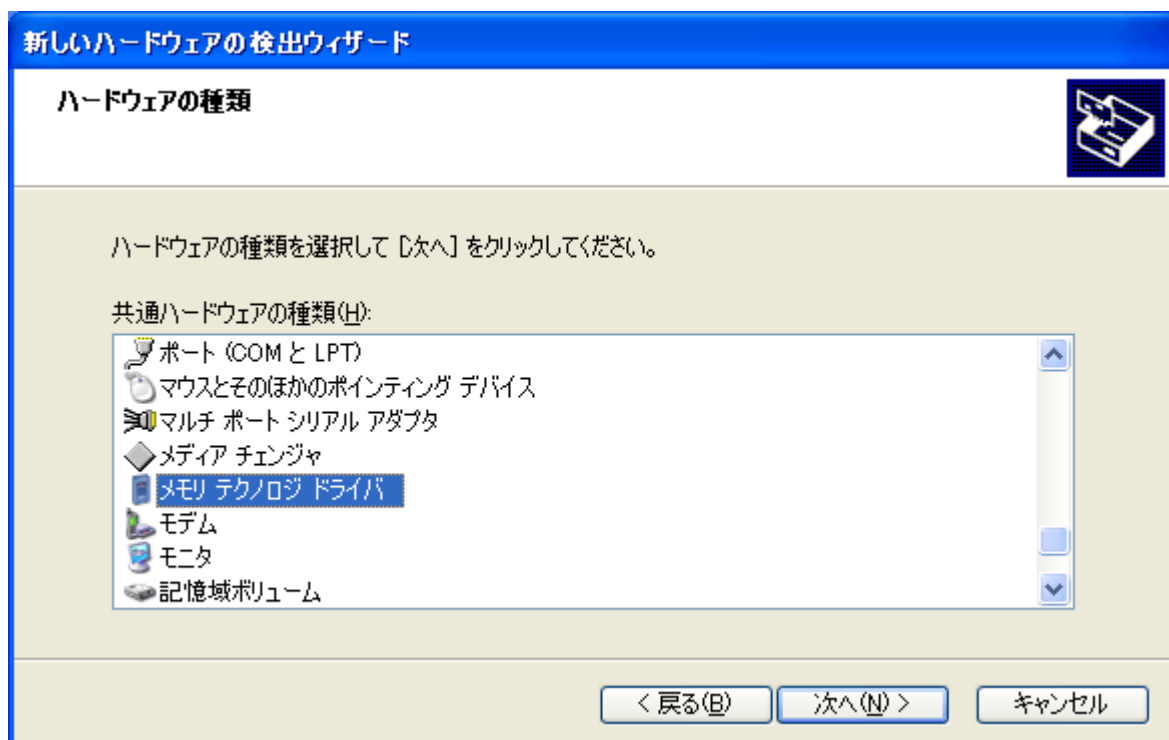 新しいハードウェアの検出ウィザード
ハードウェアの種類
ハードウェアの種類を選択して [次へ] をクリックしてください。
共通ハードウェアの種類(H):
ポート (COM と LPT)
マウスとそのほかのポインティング デバイス
マルチ ポート シリアル アダプタ
メディア チェンジャ
メモリ テクノロジ ドライバ
モデム
モニタ
記憶域ボリューム
< 戻る(B) 次へ(N) > キャンセル